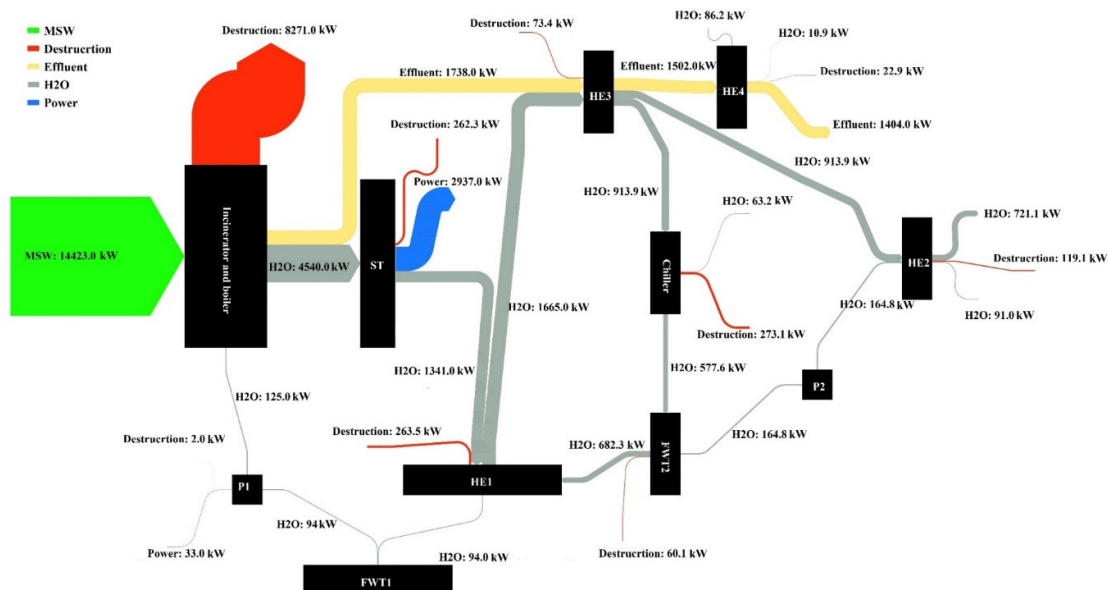 MSW
Destrucrtion
Effluent
H2O
Power
Destruction: 8271.0 kW
MSW: 14423.0 kW
Incinerator and boiler
Effluent: 1738.0 kW
H2O: 4540.0 kW
ST
Destrucrtion: 262.3 kW
Power: 2937.0 kW
Destruction: 73.4 kW
HE3
Effluent: 1502.0kW
H2O: 86.2 kW
HE4
H2O: 10.9 kW
Destruction: 22.9 kW
Effluent: 1404.0 kW
H2O: 913.9 kW
H2O: 913.9 kW
H2O: 63.2 kW
Chiller
Destruction: 273.1 kW
H2O: 721.1 kW
HE2
Destrucrtion: 119.1 kW
H2O: 91.0 kW
H2O: 164.8 kW
H2O: 1665.0 kW
H2O: 1341.0 kW
H2O: 577.6 kW
P2
H2O: 164.8 kW
H2O: 125.0 kW
Destrucrtion: 2.0 kW
P1
Power: 33.0 kW
H2O: 94 kW
Destruction: 263.5 kW
HE1
H2O: 682.3 kW
FWT2
Destrucrtion: 60.1 kW
H2O: 94.0 kW
FWT1